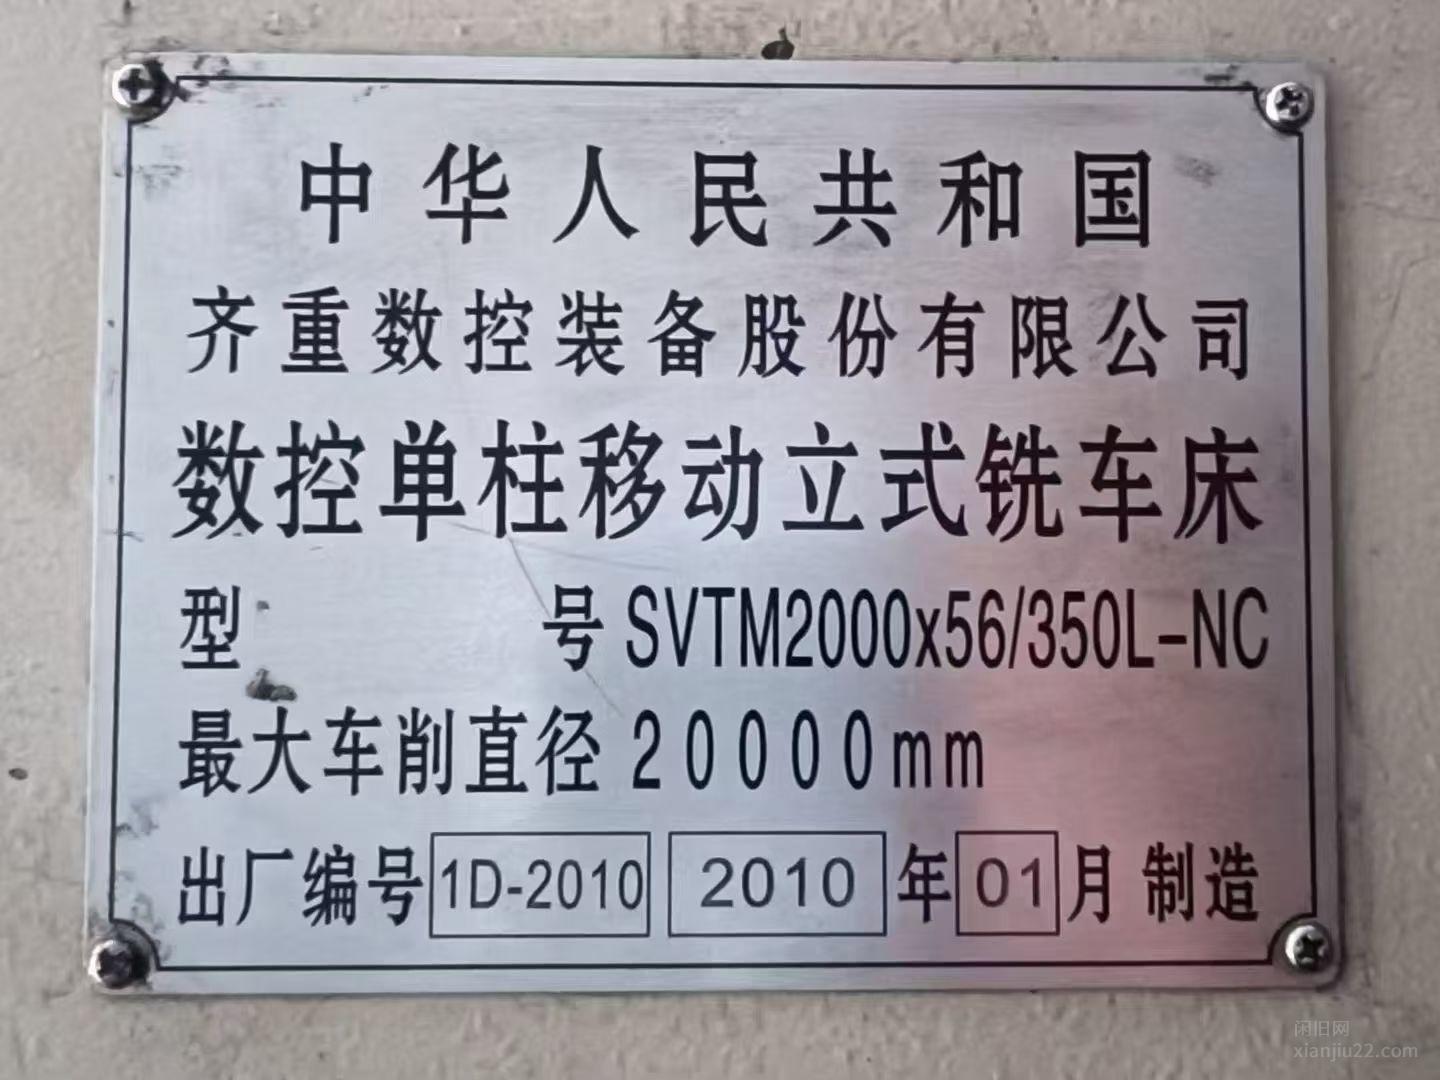 中华人民共和国
齐重数控装备股份有限公司
数控单柱移动立式铣车床
型 号 SVTM2000x56/350L-NC
最大车削直径 20000mm
出厂编号 1D-2010 2010 年 01 月 制造
闲旧网
xianjiu22.com